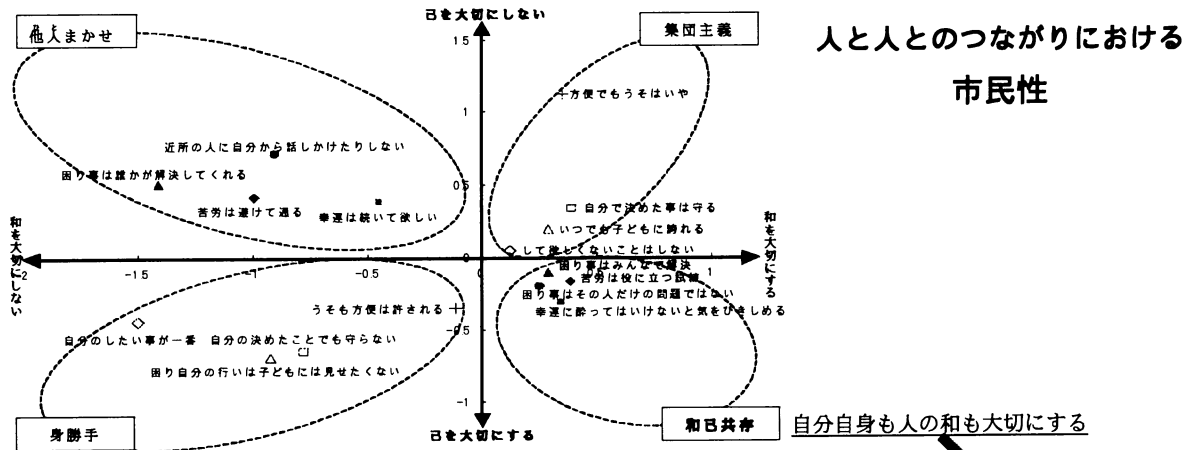 己を大切にしない
他人まかせ
集団主義
人と人とのつながりにおける
市民性
1 5
方便でもうそはいや
1
近所の人に自分から話しかけたりしない
困り事は誰かが解決してくれる
0 5
苦労は避けて通る
幸運は続いて欲しい
自分で決めた事は守る
いつでも子どもに誇れる
して欲しくないことはしない
和を大切にしない
和を大切にする
-2
-1 5
-1
-0 5
0
1
困り事はみんなで解決
苦労は役に立つ試練
困り事はその人だけの問題ではない
幸運に酔ってはいけないと気をひきしめる
うそも方便は許される
-0 5
自分のしたい事が一番
自分の決めたことでも守らない
困り自分の行いは子どもには見せたくない
-1
身勝手
己を大切にする
和己共存
自分自身も人の和も大切にする